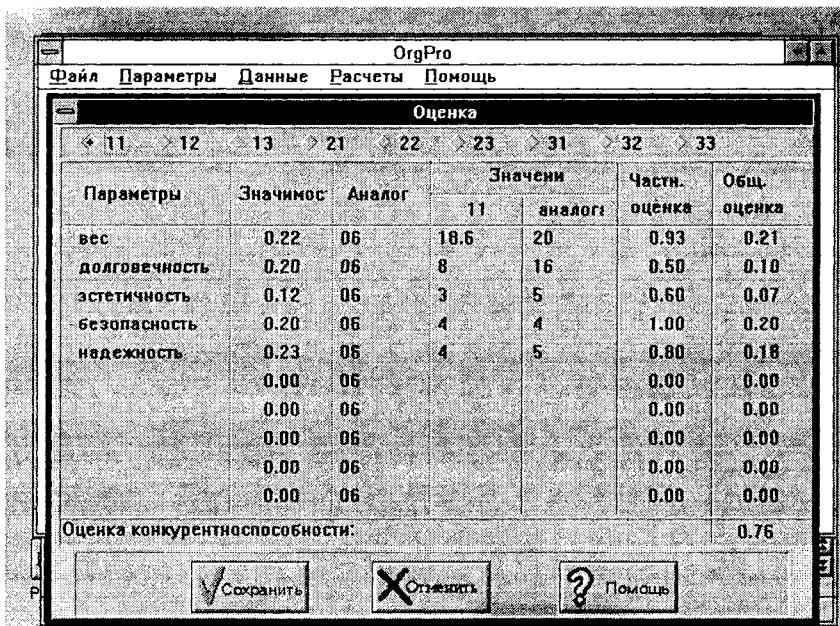 OrgPro
Файл Параметры Данные Расчеты Помощь
Оценка
11 12 13 21 22 23 31 32 33
Параметры Значимос Аналог Значени Частн. оценка Общ. оценка
11 аналога
вес 0.22 06 18.6 20 0.93 0.21
долговечность 0.20 06 8 16 0.50 0.10
эстетичность 0.12 06 3 5 0.60 0.07
безопасность 0.20 06 4 4 1.00 0.20
надежность 0.23 06 4 5 0.80 0.18
0.00 06 0.00 0.00
0.00 06 0.00 0.00
0.00 06 0.00 0.00
0.00 06 0.00 0.00
0.00 06 0.00 0.00
Оценка конкурентноспособности: 0.76
Сохранить Отменить Помощь